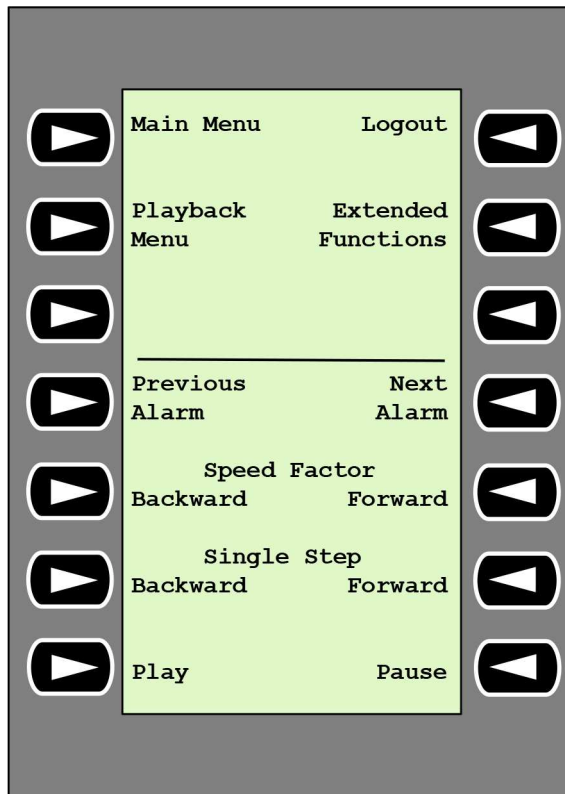 Main Menu Logout
Playback Extended
Menu Functions
Previous Next
Alarm Alarm
Speed Factor
Backward Forward
Single Step
Backward Forward
Play Pause